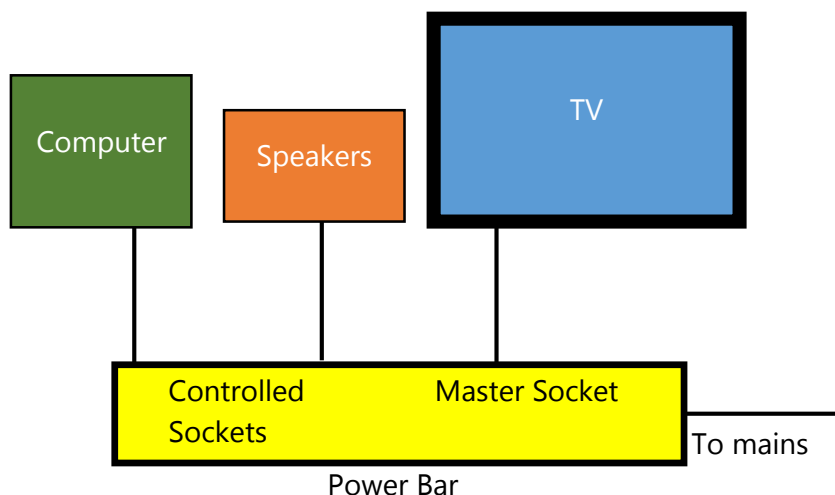 TV
Computer
Speakers
Controlled
Sockets
Master Socket
To mains
Power Bar